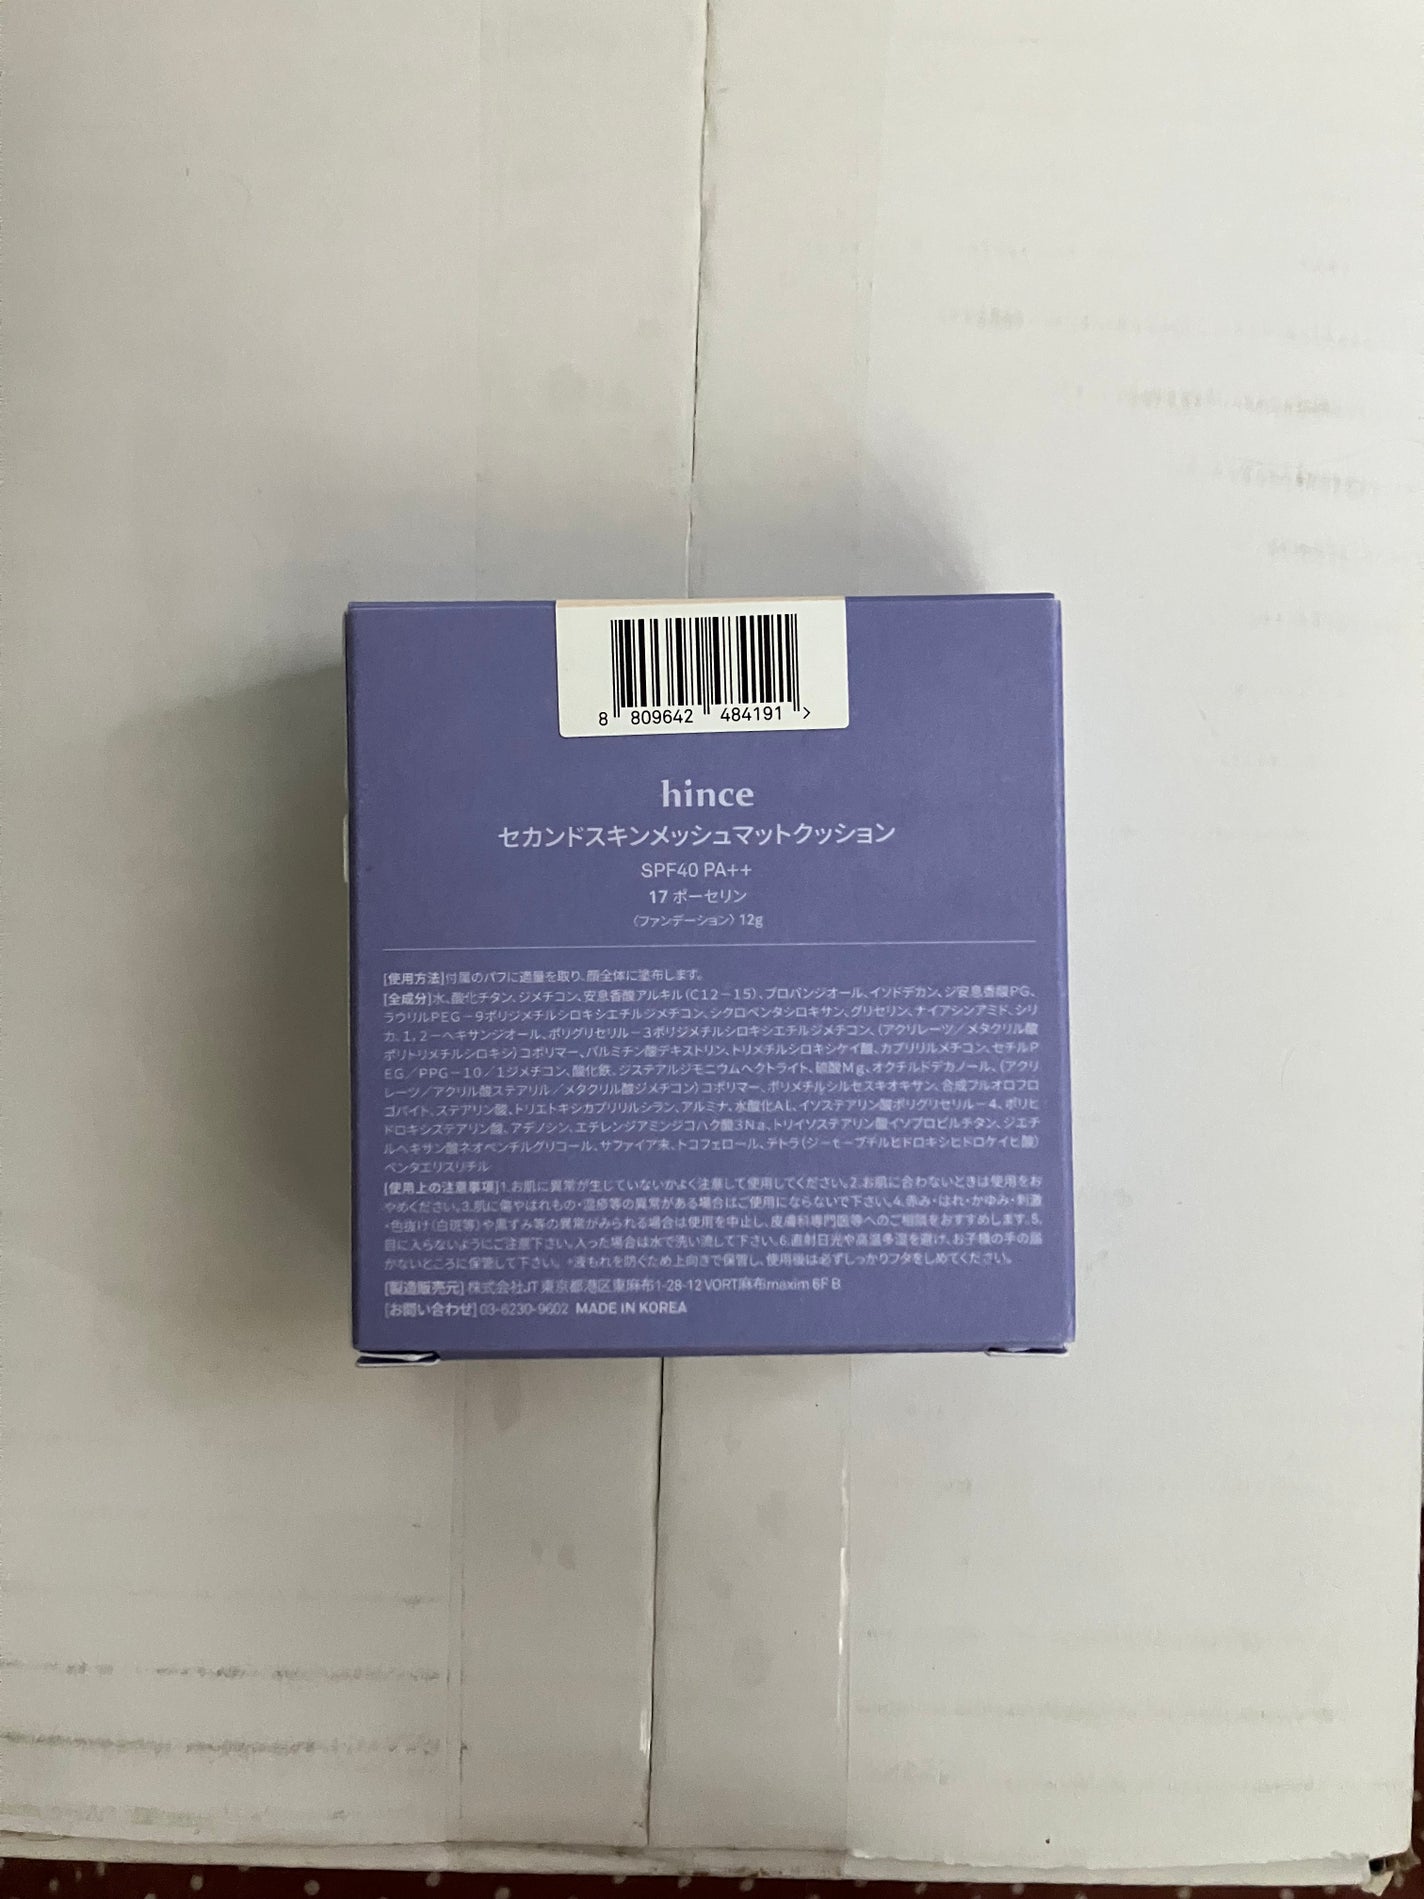 8 809642 484191 >
hince
セカンドスキンメッシュマットクッション
SPF40 PA++
17 ポーセリン
〈ファンデーション〉12g
[使用方法]付属のパフに適量を取り、顔全体に塗布します。
[全成分]水、酸化チタン、ジメチコン、安息香酸アルキル(C12－15)、プロパンジオール、イソドデカン、ジ安息香酸PG、
ラウリルPEG－9ポリジメチルシロキシエチルジメチコン、シクロペンタシロキサン、グリセリン、ナイアシンアミド、シリ
カ、1，2－ヘキサンジオール、ポリグリセリル－3ポリジメチルシロキシエチルジメチコン、(アクリレーツ／メタクリル酸
ポリトリメチルシロキシ)コポリマー、パルミチン酸デキストリン、トリメチルシロキシケイ酸、カプリリルメチコン、セチルP
EG／PPG－10／1ジメチコン、酸化鉄、ジステアルジモニウムヘクトライト、硫酸Mg、オクチルドデカノール、(アクリ
レーツ／アクリル酸ステアリル／メタクリル酸ジメチコン)コポリマー、ポリメチルシルセスキオキサン、合成フルオロフロ
ゴパイト、ステアリン酸、トリエトキシカプリリルシラン、アルミナ、水酸化Al、イソステアリン酸ポリグリセリル－4、ポリヒ
ドロキシステアリン酸、アデノシン、エチレンジアミンジコハク酸3Na、トリイソステアリン酸イソプロピルチタン、ジエチ
ルヘキサン酸ネオペンチルグリコール、サファイア末、トコフェロール、テトラ(ジーｔーブチルヒドロキシヒドロケイヒ酸)
ペンタエリスリチル
[使用上の注意事項]1.お肌に異常が生じていないかよく注意して使用してください。2.お肌に合わないときは使用をお
やめください。3.肌に傷やはれもの・湿疹等の異常がある場合はご使用にならないで下さい。4.赤み・はれ・かゆみ・刺激
・色抜け(白斑等)や黒ずみ等の異常がみられる場合は使用を中止し、皮膚科専門医等へのご相談をおすすめします。5.
目に入らないようにご注意下さい。入った場合は水で洗い流して下さい。6.直射日光や高温多湿を避け、お子様の手の届
かないところに保管して下さい。 *液もれを防ぐため上向きで保管し、使用後は必ずしっかりフタをしめてください。
[製造販売元] 株式会社JT 東京都港区東麻布1-28-12 VORT麻布maxim 6F B
[お問い合わせ] 03-6230-9602 MADE IN KOREA